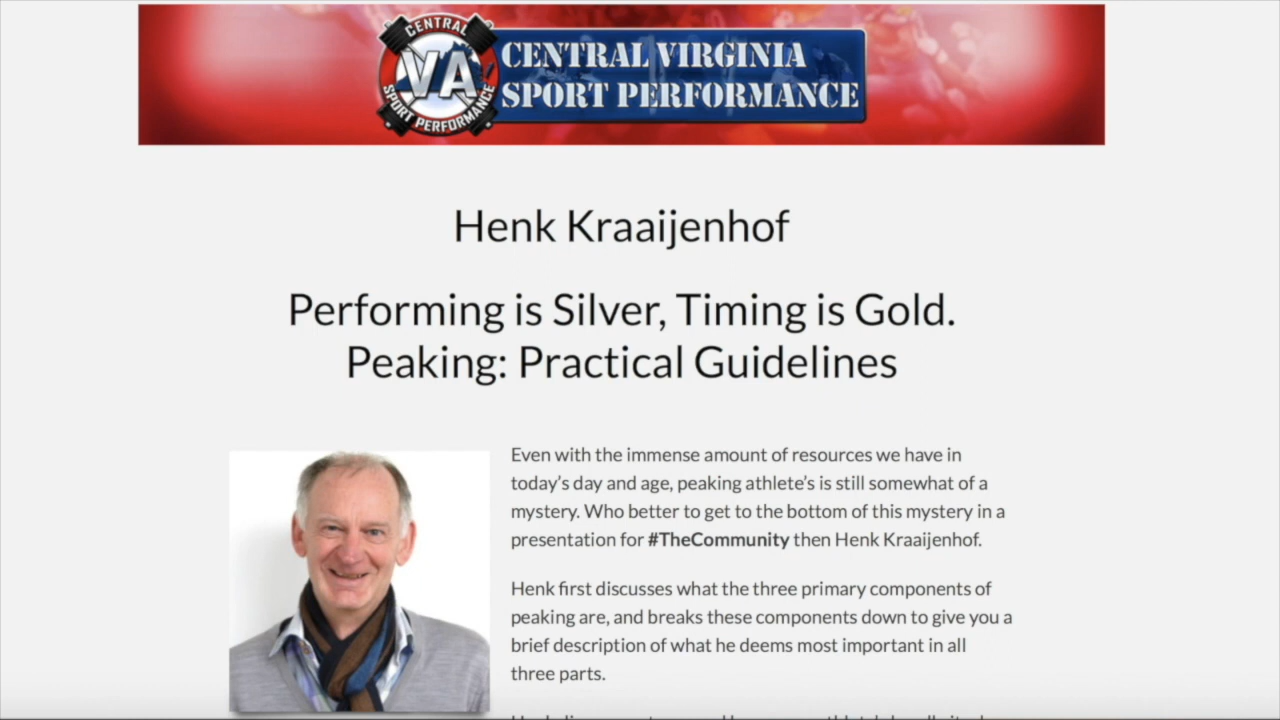 CENTRAL
VA
SPORT PERFORMANCE
CENTRAL VIRGINIA
SPORT PERFORMANCE
Henk Kraaijenhof
Performing is Silver, Timing is Gold.
Peaking: Practical Guidelines
Even with the immense amount of resources we have in
today's day and age, peaking athlete's is still somewhat of a
mystery. Who better to get to the bottom of this mystery in a
presentation for #TheCommunity then Henk Kraaijenhof.
Henk first discusses what the three primary components of
peaking are, and breaks these components down to give you a
brief description of what he deems most important in all
three parts.